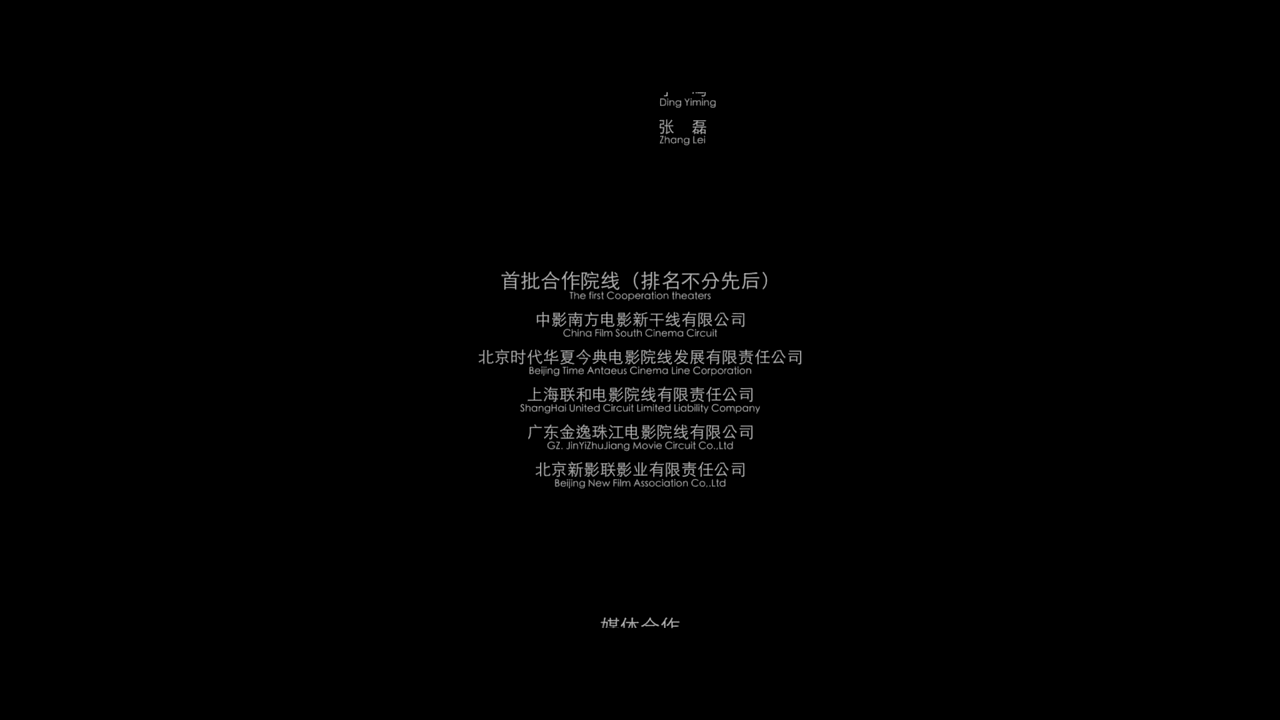 Ding Yiming
张 磊
Zhang Lei
首批合作院线（排名不分先后）
The first Cooperation theaters
中影南方电影新干线有限公司
China Film South Cinema Circuit
北京时代华夏今典电影院线发展有限责任公司
Beijing Time Antaeus Cinema Line Corporation
上海联和电影院线有限责任公司
ShangHai United Circuit Limited Liability Company
广东金逸珠江电影院线有限公司
GZ. JinYiZhuJiang Movie Circuit Co.,Ltd
北京新影联影业有限责任公司
Beijing New Film Association Co,.Ltd
媒体合作